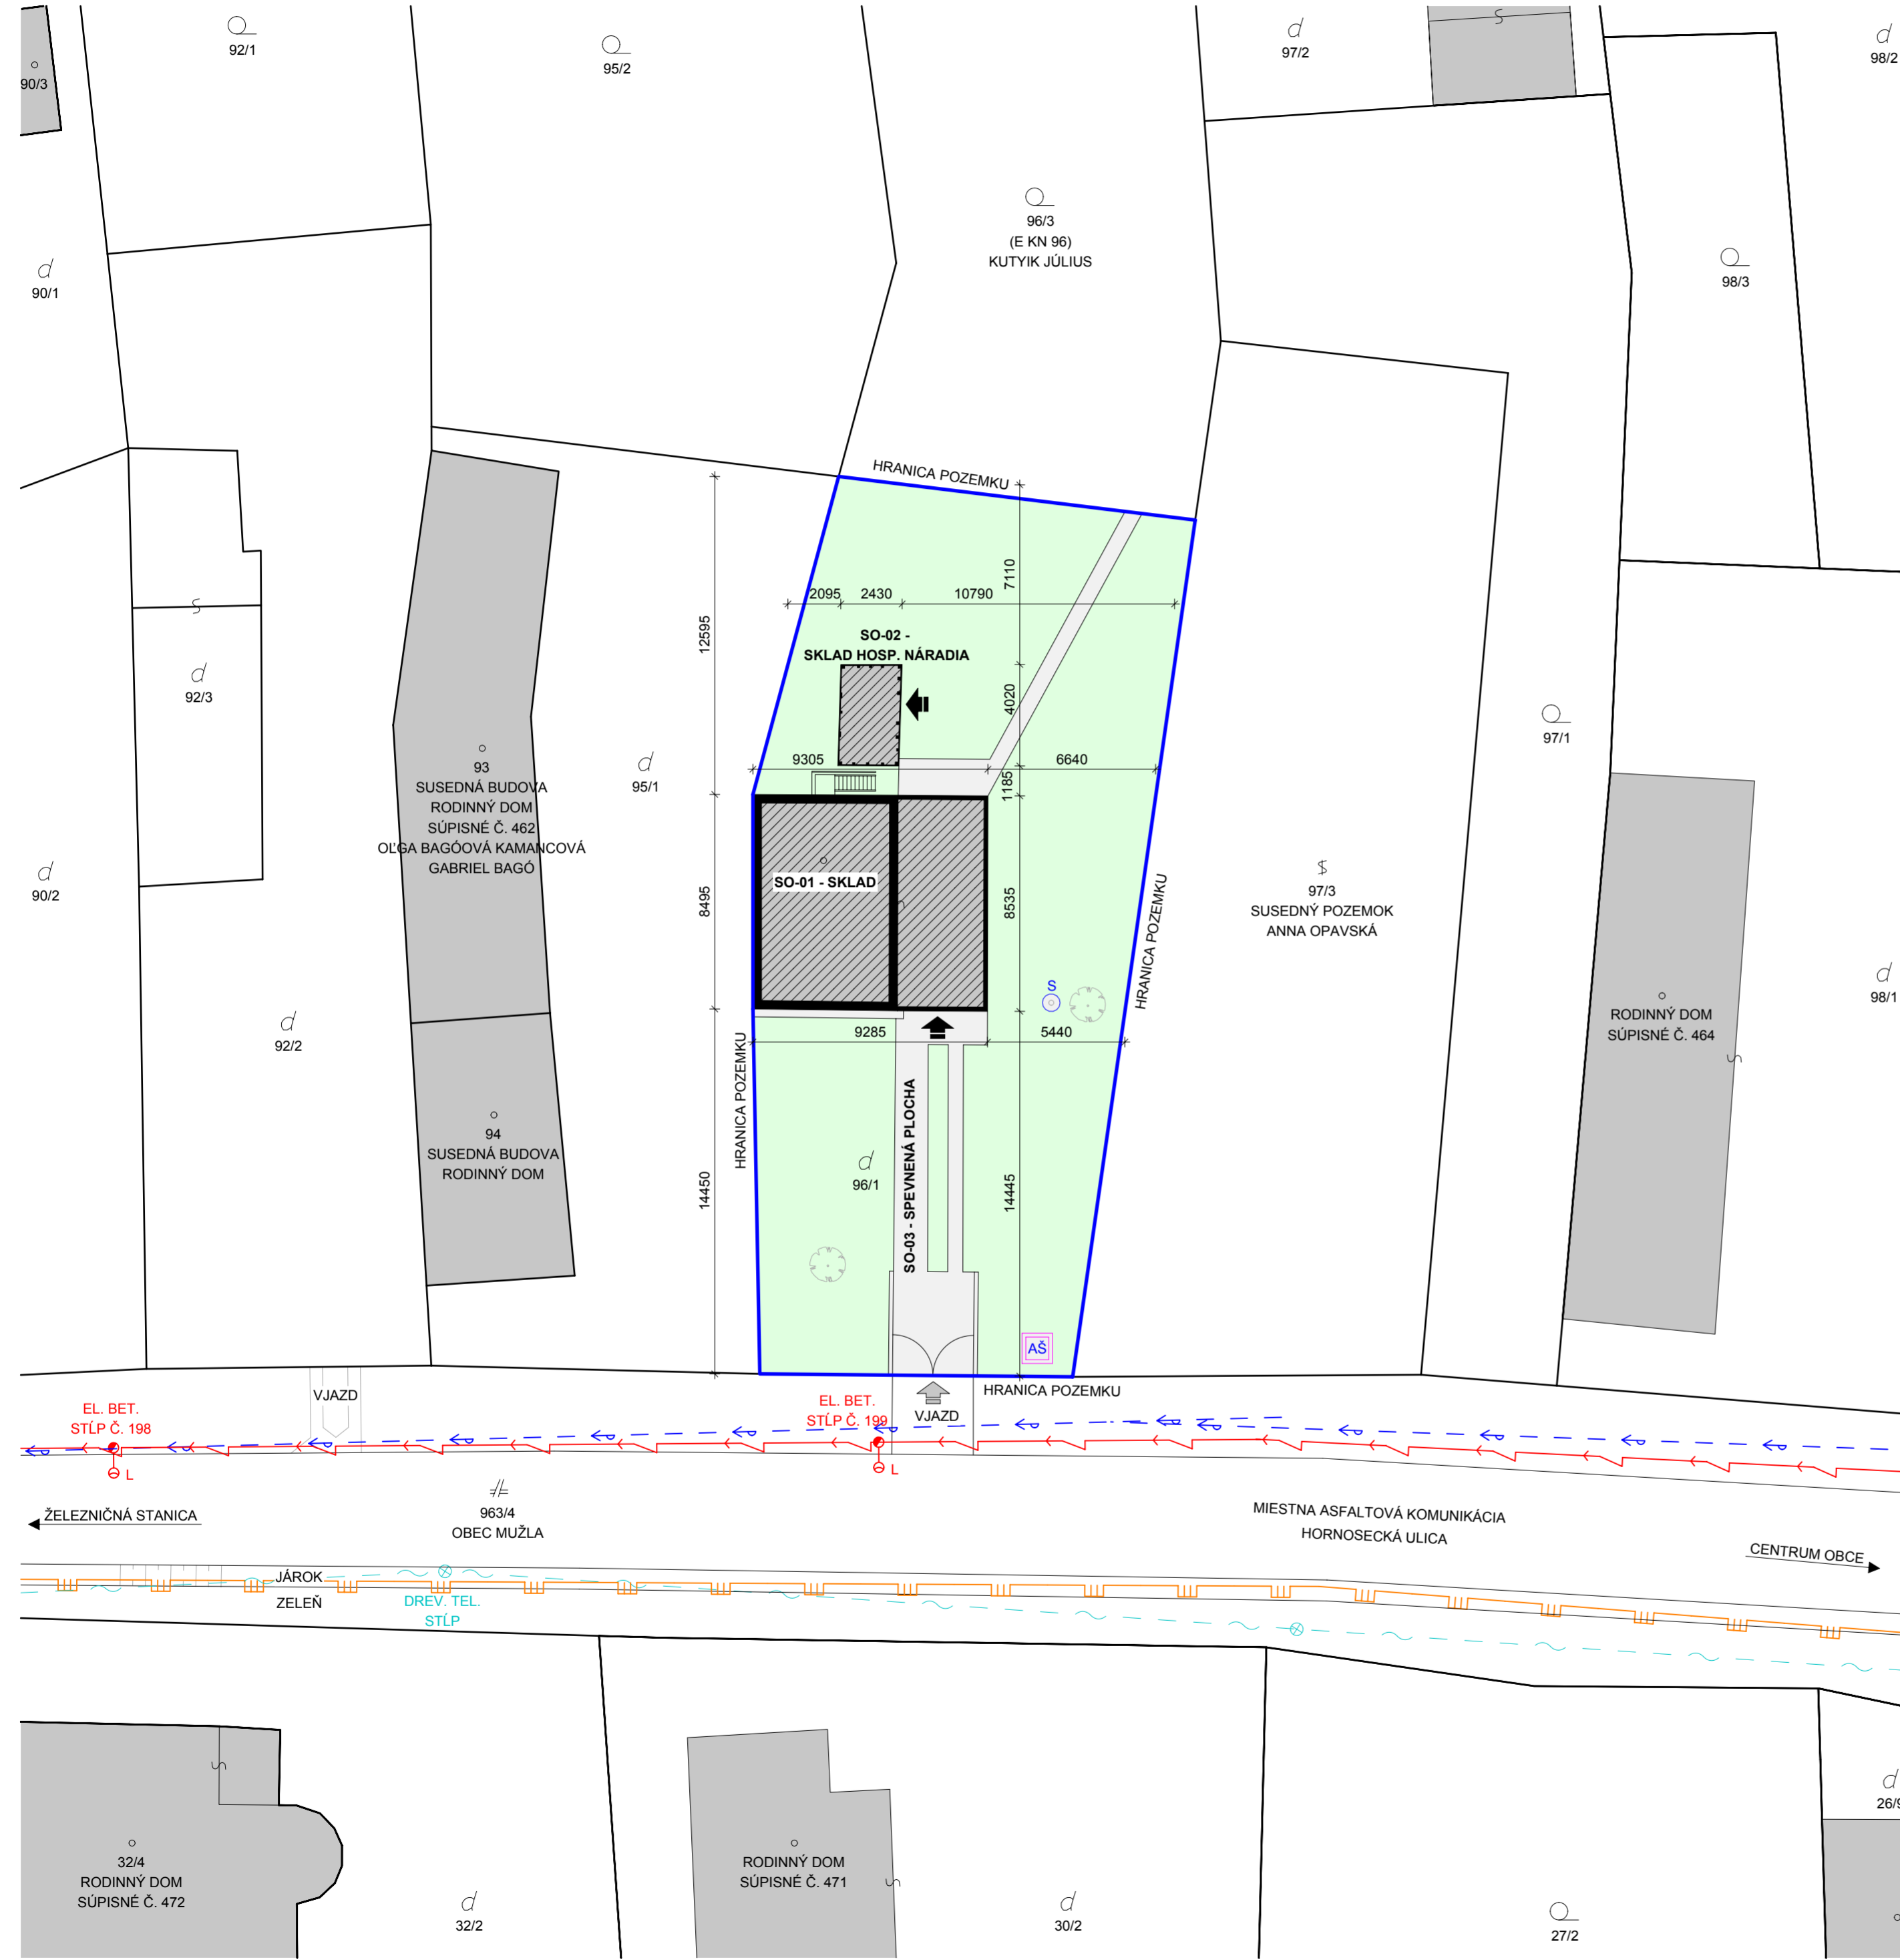 92/1
95/2
97/2
98/2
90/3
96/3
(E KN 96)
KUTYIK JÚLIUS
90/1
98/3
HRANICA POZEMKU
7110
2095
2430
10790
12595
SO-02 -
SKLAD HOSP. NÁRADIA
92/3
4020
97/1
93
SUSEDNÁ BUDOVA
RODINNÝ DOM
SÚPISNÉ Č. 462
OĽGA BAGÓOVÁ KAMANCOVÁ
GABRIEL BAGÓ
95/1
9305
6640
1185
90/2
SO-01 - SKLAD
8495
8535
HRANICA POZEMKU
97/3
SUSEDNÝ POZEMOK
ANNA OPAVSKÁ
S
98/1
RODINNÝ DOM
SÚPISNÉ Č. 464
92/2
9285
5440
HRANICA POZEMKU
94
SUSEDNÁ BUDOVA
RODINNÝ DOM
96/1
SO-03 - SPEVNENÁ PLOCHA
14450
14445
AŠ
HRANICA POZEMKU
VJAZD
EL. BET.
STĹP Č. 198
L
EL. BET.
STĹP Č. 199
L
VJAZD
ŽELEZNIČNÁ STANICA
963/4
OBEC MUŽLA
MIESTNA ASFALTOVÁ KOMUNIKÁCIA
HORNOSECKÁ ULICA
CENTRUM OBCE
JÁROK
ZELEŇ
DREV. TEL.
STĹP
32/4
RODINNÝ DOM
SÚPISNÉ Č. 472
32/2
RODINNÝ DOM
SÚPISNÉ Č. 471
30/2
27/2
26/9